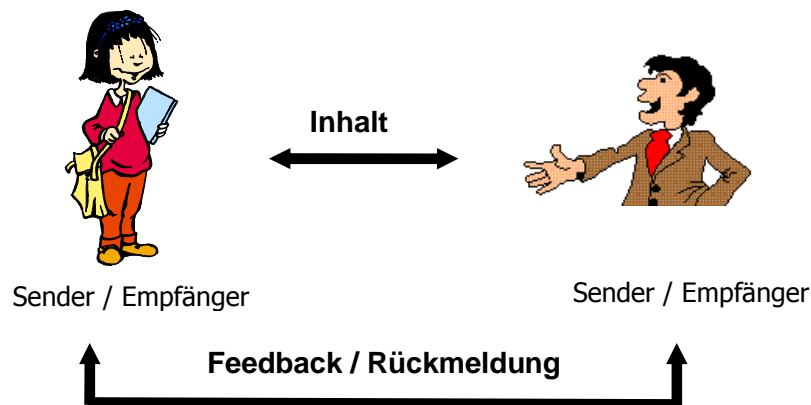 Inhalt
Sender / Empfänger
Sender / Empfänger
Feedback / Rückmeldung